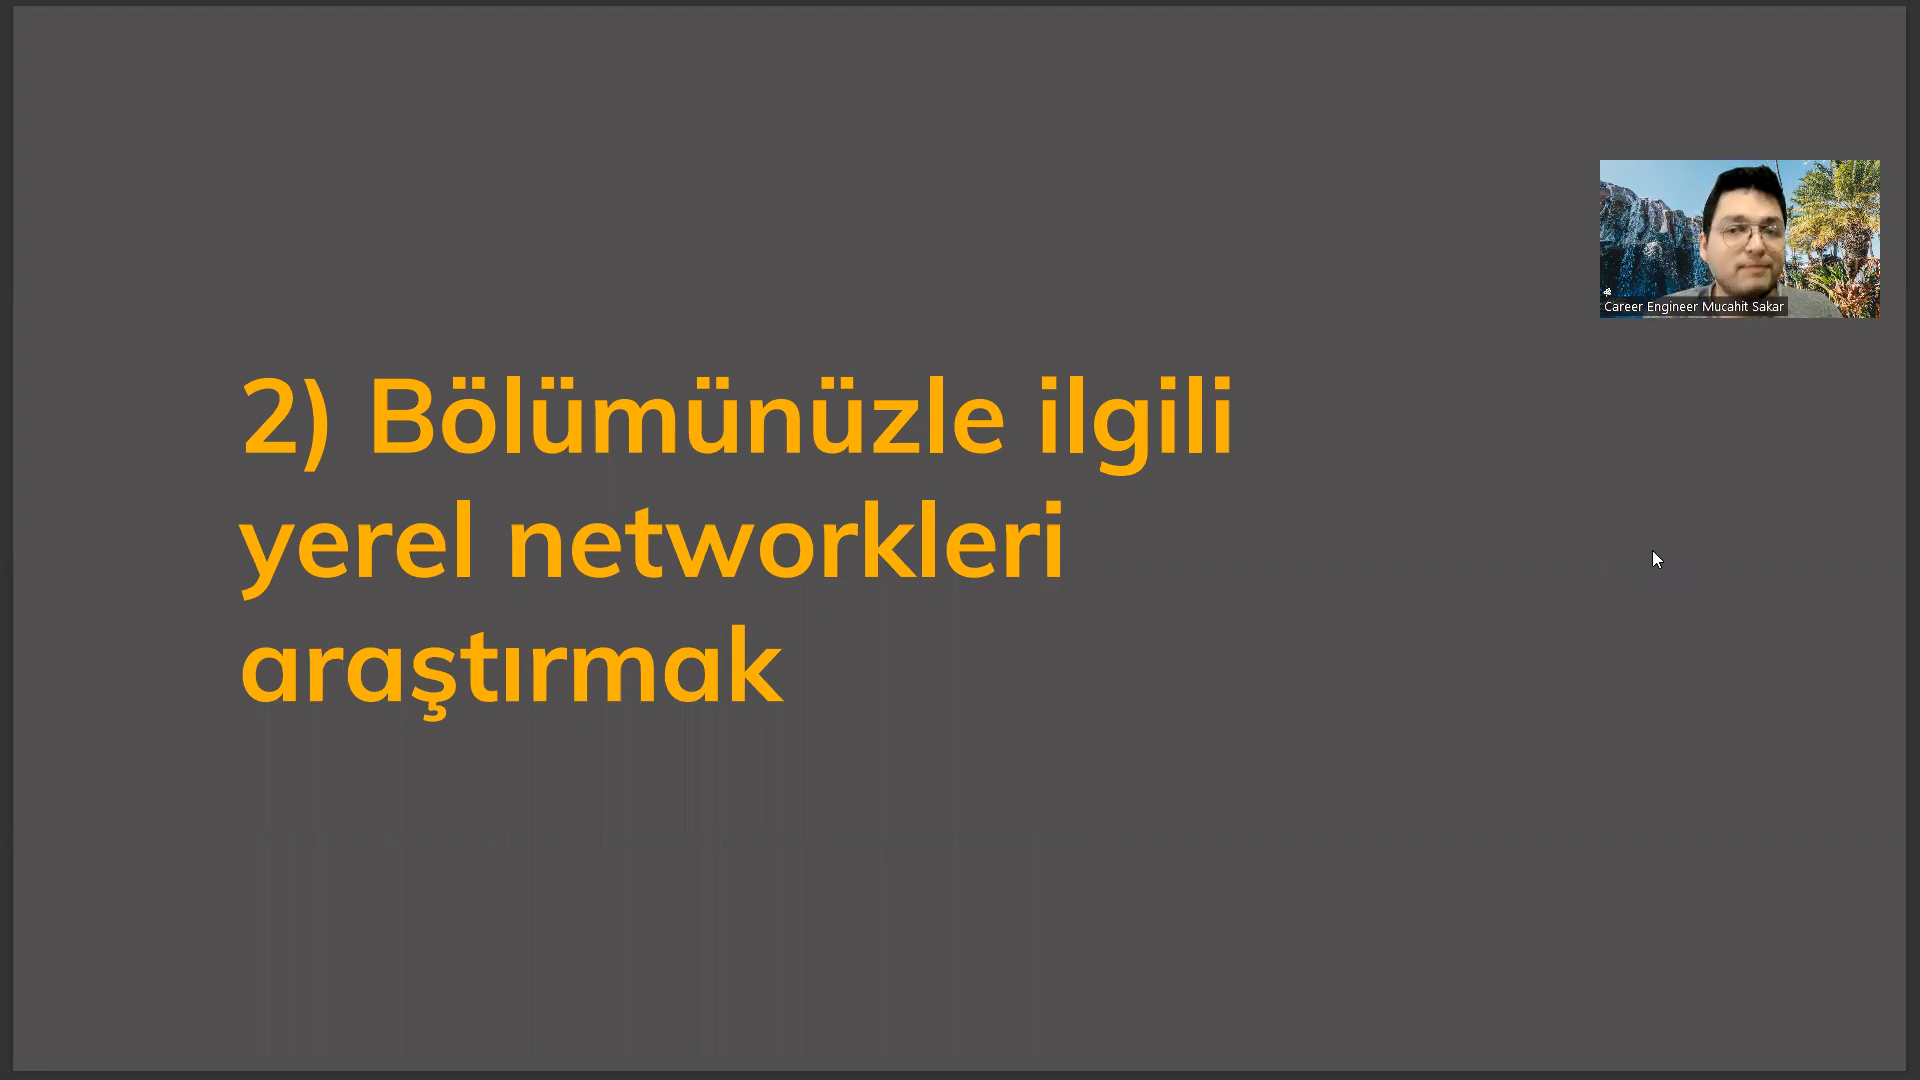 2) Bölümünüzle ilgili
yerel networkleri
araştırmak
Career Engineer Mucahit Sakar